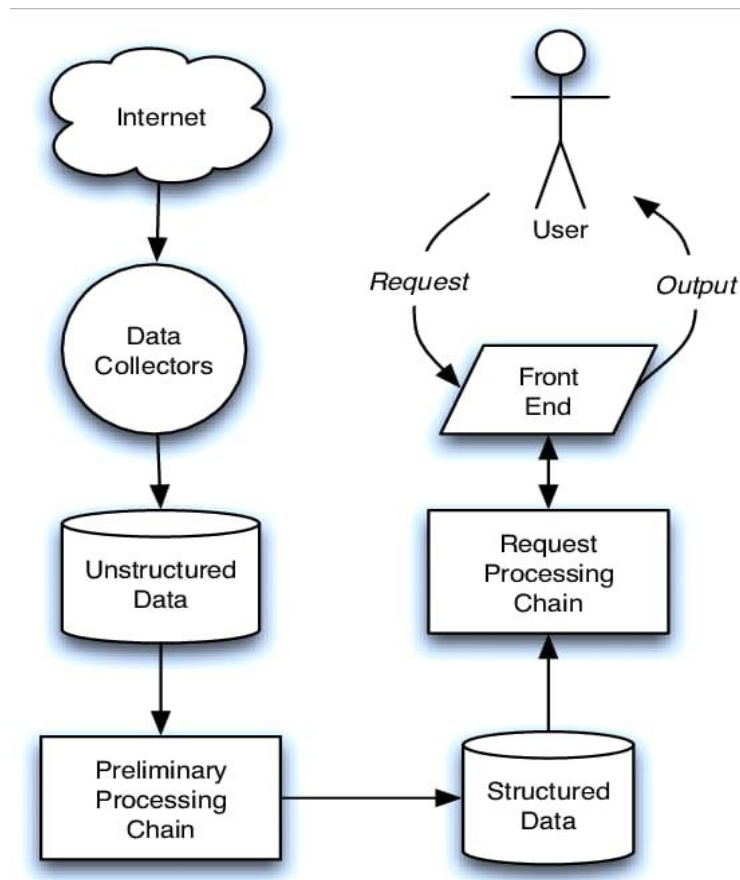 Internet
Data
Collectors
Unstructured
Data
Preliminary
Processing
Chain
User
Request
Output
Front
End
Request
Processing
Chain
Structured
Data